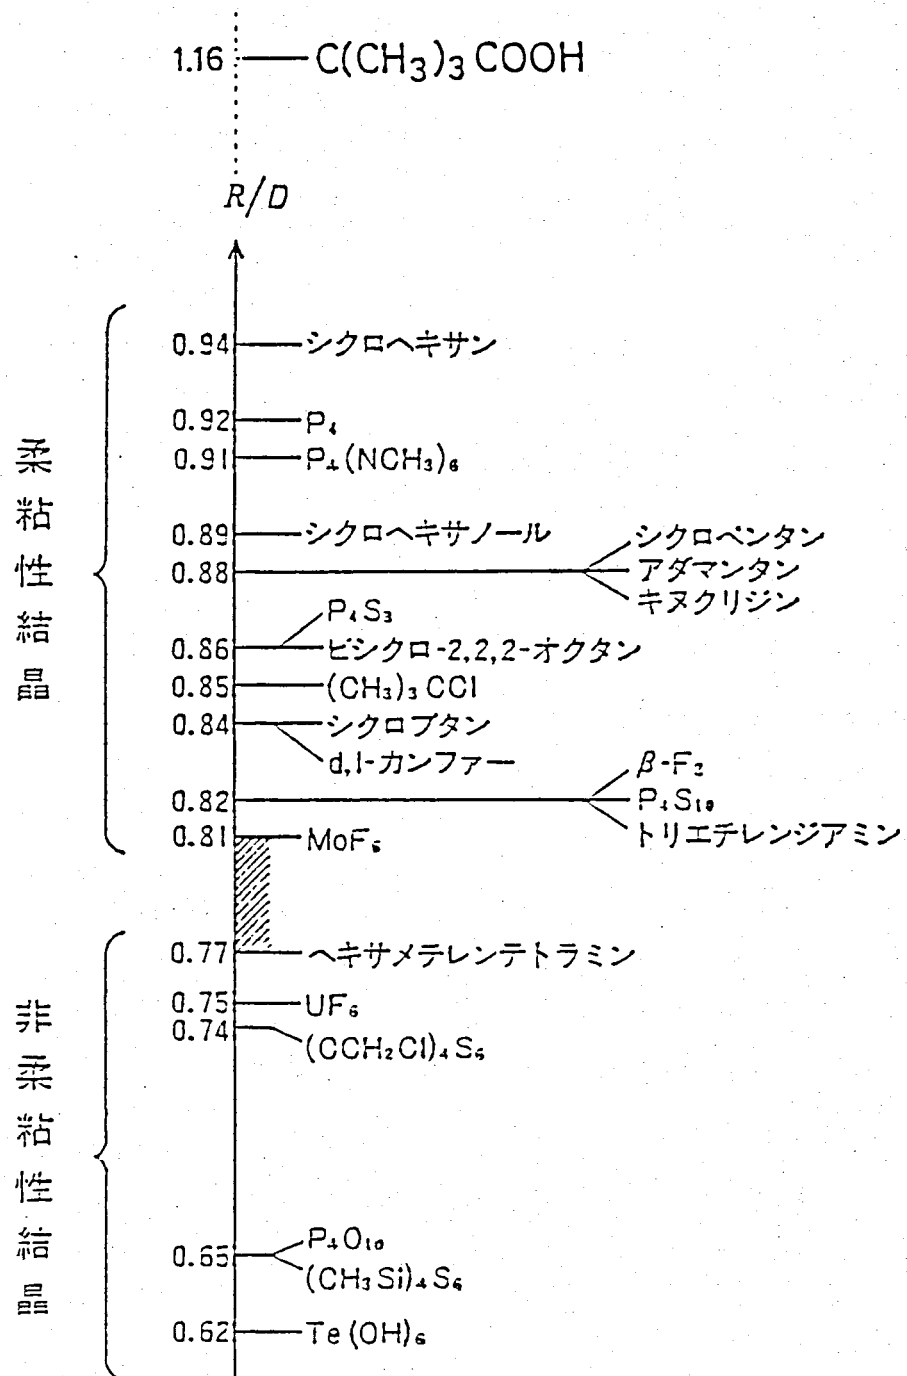 1.16 C(CH₃)₃COOH
R/D
柔粘性結晶
0.94 シクロヘキサン
0.92 P₄
0.91 P₄(NCH₃)₆
0.89 シクロヘキサノール
0.88 シクロペンタン
アダマンタン
キヌクリジン
P₄S₃
0.86 ビシクロ-2,2,2-オクタン
0.85 (CH₃)₃CCl
0.84 シクロブタン
d,l-カンファー
β-F₂
0.82 P₄S₁₀
トリエテレンジアミン
0.81 MoF₆
非柔粘性結晶
0.77 ヘキサメテレンテトラミン
0.75 UF₆
0.74 (CCH₂Cl)₄S₆
P₄O₁₀
0.65 (CH₃Si)₄S₆
0.62 Te(OH)₆